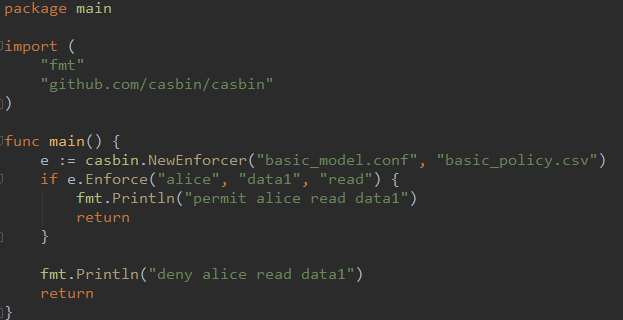 package main
import (
"fmt"
"github.com/casbin/casbin"
)
func main() {
e := casbin.NewEnforcer("basic_model.conf", "basic_policy.csv")
if e.Enforce("alice", "data1", "read") {
fmt.Println("permit alice read data1")
return
}
fmt.Println("deny alice read data1")
return
}